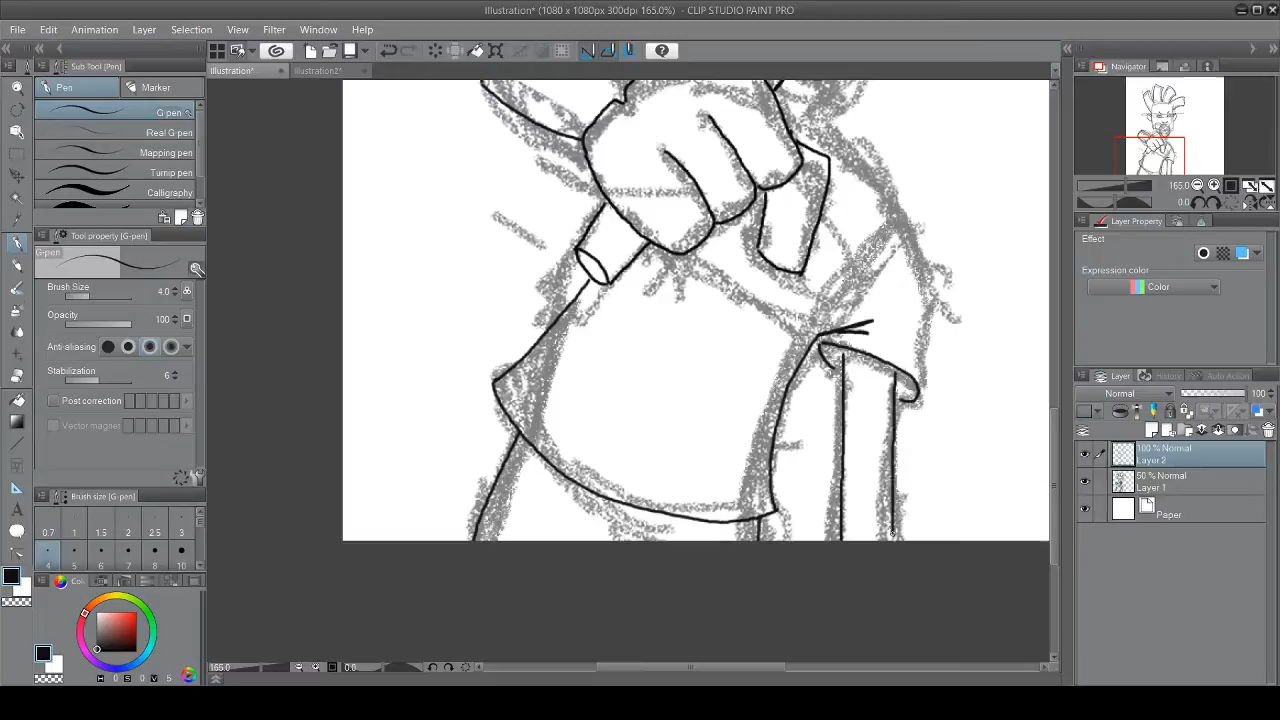 Illustration* (1080 x 1080px 300dpi 165.0%) - CLIP STUDIO PAINT PRO
File Edit Animation Layer Selection View Filter Window Help
Sub Tool [Pen]
Illustration* Illustration2*
Navigator
Pen Marker
G-pen
Real G-pen
Mapping pen
Turnip pen
Calligraphy
165.0
0.0
Layer Property
Tool property [G-pen]
Effect
G-pen
Expression color
Color
Brush Size 4.0
Opacity 100
Anti-aliasing
Stabilization 6
Post correction
Vector magnet
Layer History Auto Action
Normal 100
100 % Normal
Layer 2
50 % Normal
Layer 1
Paper
Brush size [G-pen]
0.7 1 1.5 2 2.5 3
4 5 6 7 8 10
Col
165.0 0.0
H 0 S 0 V 5